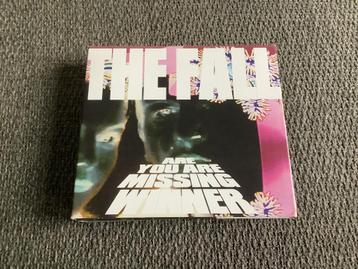 THE FALL
ARE
YOU ARE
MISSING
WINNER